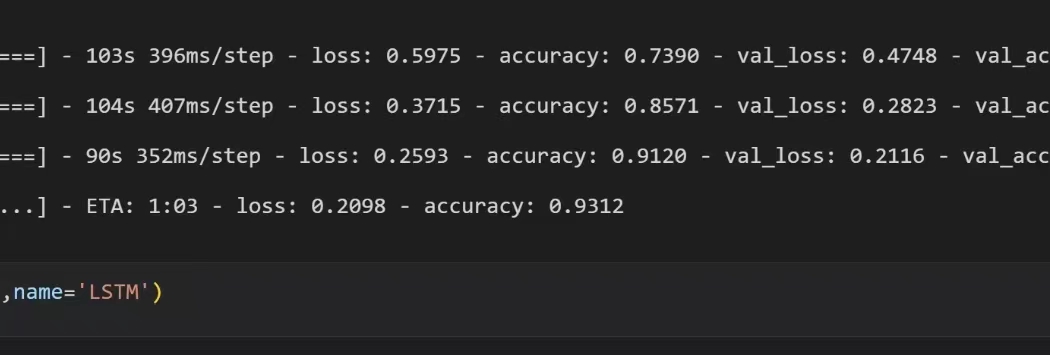 ===] - 103s 396ms/step - loss: 0.5975 - accuracy: 0.7390 - val_loss: 0.4748 - val_ac
===] - 104s 407ms/step - loss: 0.3715 - accuracy: 0.8571 - val_loss: 0.2823 - val_ac
===] - 90s 352ms/step - loss: 0.2593 - accuracy: 0.9120 - val_loss: 0.2116 - val_acc
...] - ETA: 1:03 - loss: 0.2098 - accuracy: 0.9312
,name='LSTM')